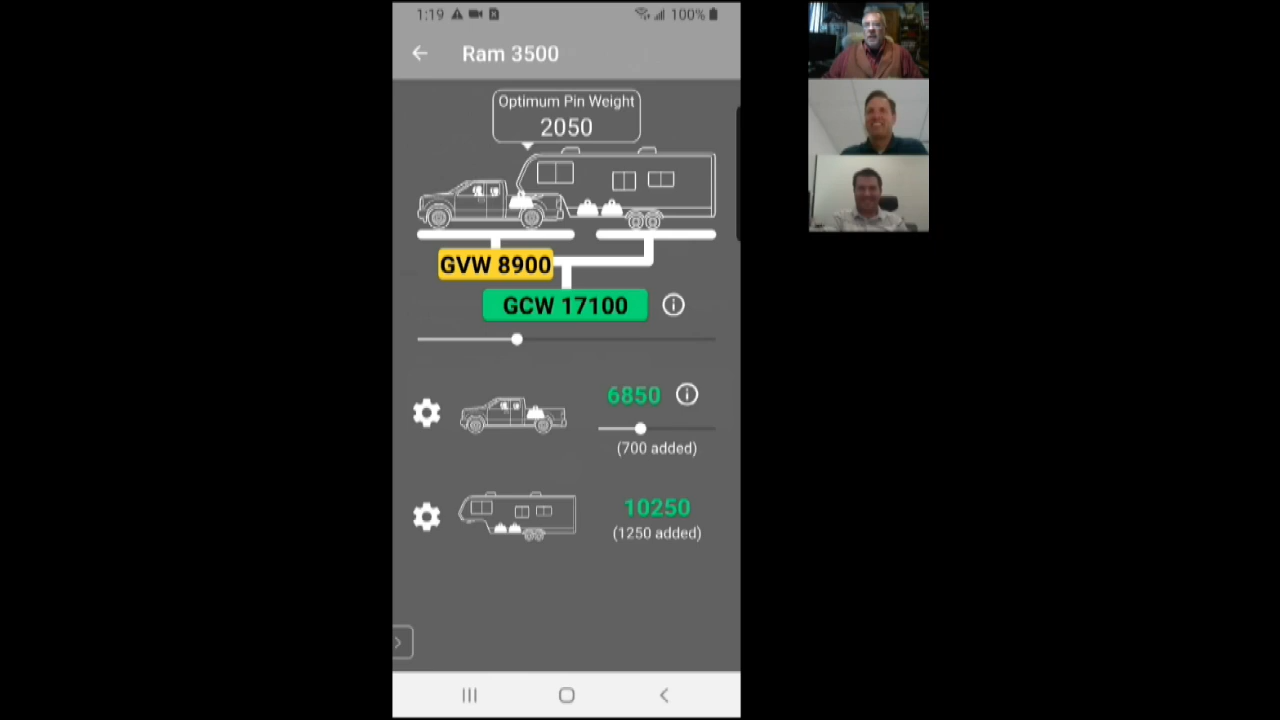 1:19
100%
Ram 3500
Optimum Pin Weight
2050
GVW 8900
GCW 17100
6850
(700 added)
10250
(1250 added)